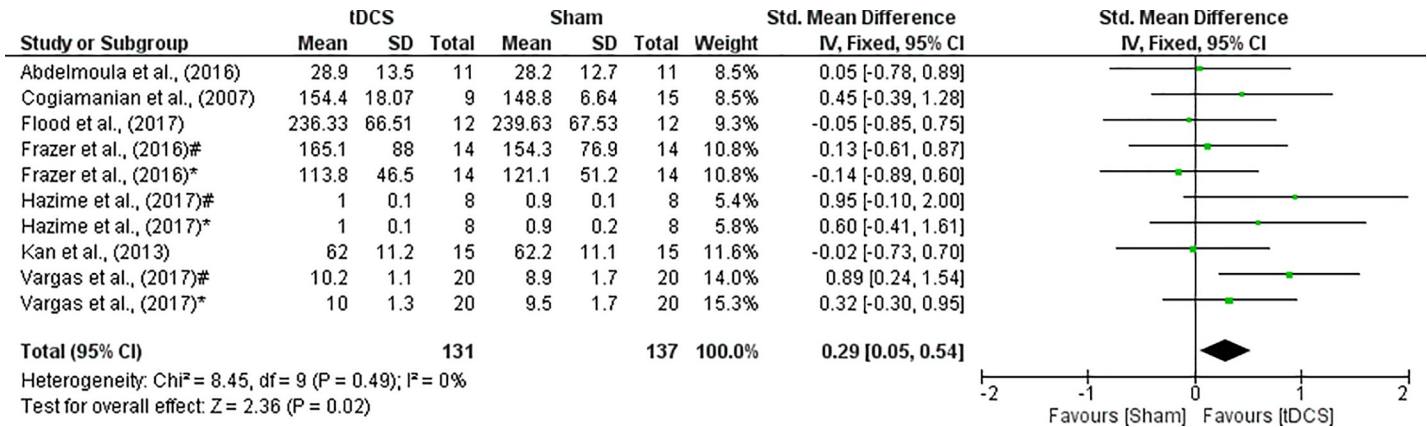 tDCS Sham Std. Mean Difference Std. Mean Difference
Study or Subgroup Mean SD Total Mean SD Total Weight IV, Fixed, 95% CI IV, Fixed, 95% CI
Abdelmoula et al., (2016) 28.9 13.5 11 28.2 12.7 11 8.5% 0.05 [-0.78, 0.89]
Cogiamanian et al., (2007) 154.4 18.07 9 148.8 6.64 15 8.5% 0.45 [-0.39, 1.28]
Flood et al., (2017) 236.33 66.51 12 239.63 67.53 12 9.3% -0.05 [-0.85, 0.75]
Frazer et al., (2016)# 165.1 88 14 154.3 76.9 14 10.8% 0.13 [-0.61, 0.87]
Frazer et al., (2016)* 113.8 46.5 14 121.1 51.2 14 10.8% -0.14 [-0.89, 0.60]
Hazime et al., (2017)# 1 0.1 8 0.9 0.1 8 5.4% 0.95 [-0.10, 2.00]
Hazime et al., (2017)* 1 0.1 8 0.9 0.2 8 5.8% 0.60 [-0.41, 1.61]
Kan et al., (2013) 62 11.2 15 62.2 11.1 15 11.6% -0.02 [-0.73, 0.70]
Vargas et al., (2017)# 10.2 1.1 20 8.9 1.7 20 14.0% 0.89 [0.24, 1.54]
Vargas et al., (2017)* 10 1.3 20 9.5 1.7 20 15.3% 0.32 [-0.30, 0.95]
Total (95% CI) 131 137 100.0% 0.29 [0.05, 0.54]
Heterogeneity: Chi² = 8.45, df = 9 (P = 0.49); I² = 0%
Test for overall effect: Z = 2.36 (P = 0.02)
-2 -1 0 1 2
Favours [Sham] Favours [tDCS]